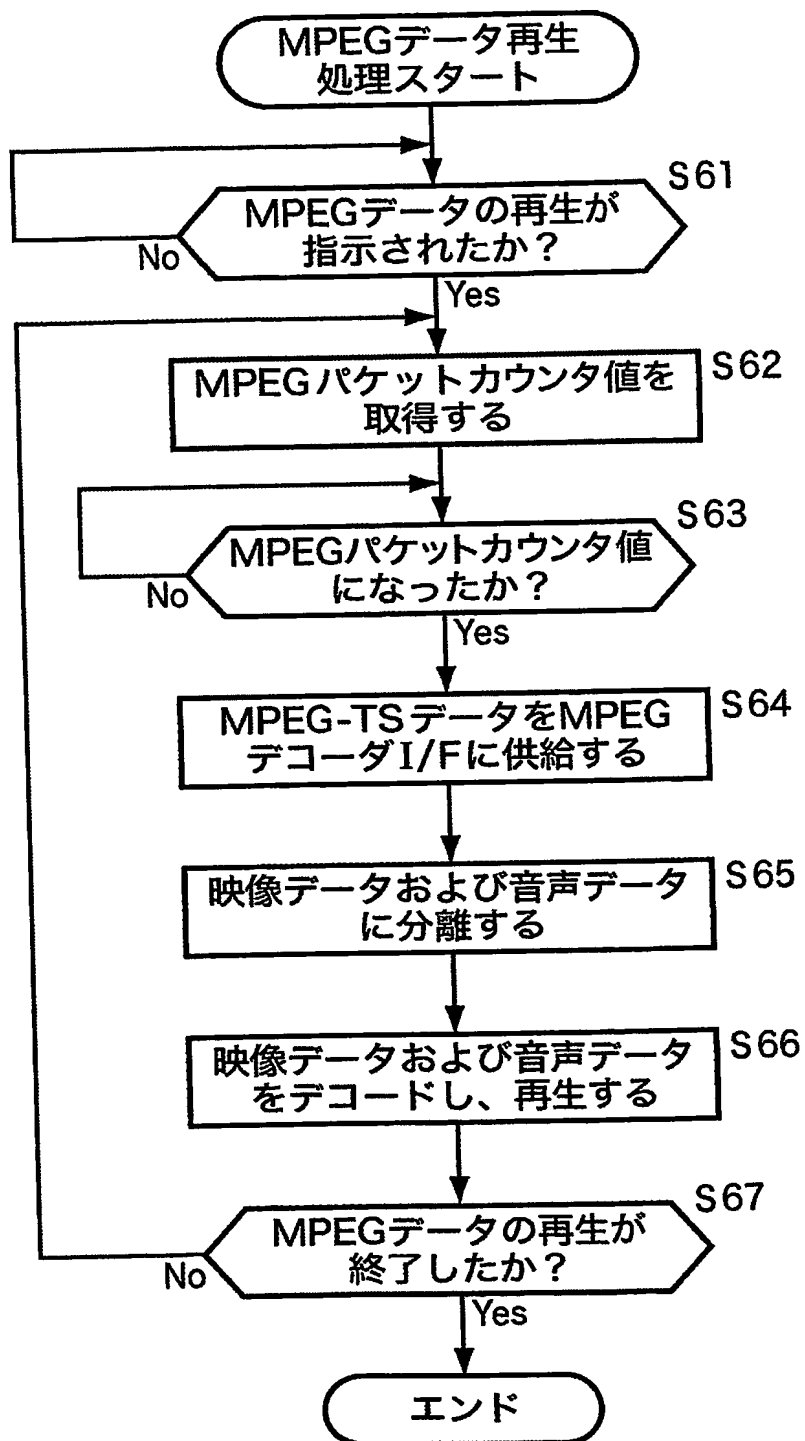 MPEGデータ再生
処理スタート
S61
MPEGデータの再生が
指示されたか？
No
Yes
S62
MPEGパケットカウンタ値を
取得する
S63
MPEGパケットカウンタ値
になったか？
No
Yes
S64
MPEG-TSデータをMPEG
デコーダI/Fに供給する
S65
映像データおよび音声データ
に分離する
S66
映像データおよび音声データ
をデコードし、再生する
S67
MPEGデータの再生が
終了したか？
No
Yes
エンド